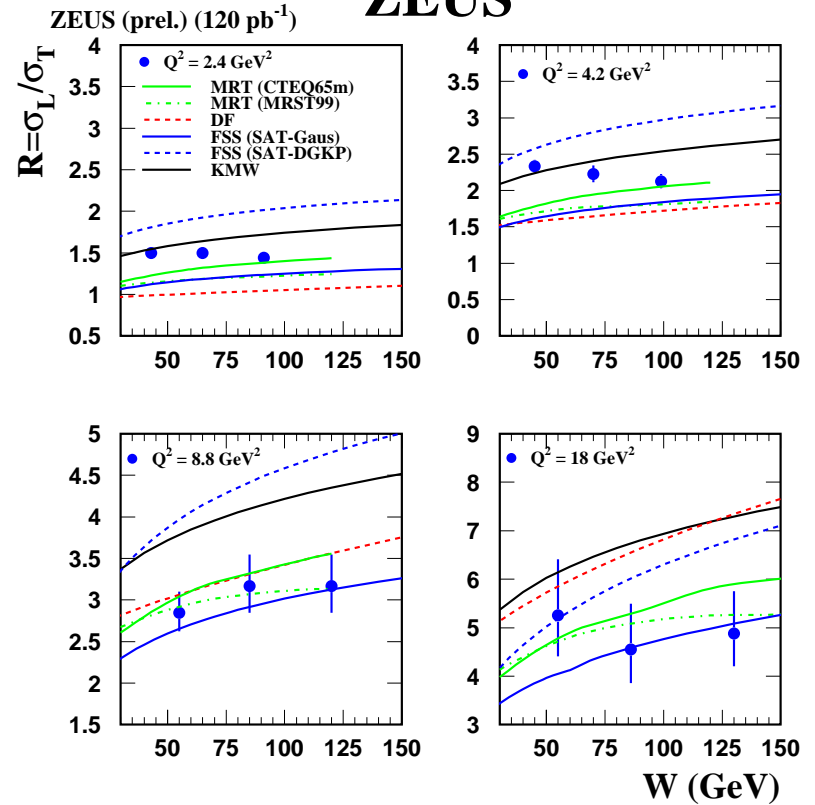 ZEUS
ZEUS (prel.) (120 pb⁻¹)
R=σ_L/σ_T
Q² = 2.4 GeV²
MRT (CTEQ65m)
MRT (MRST99)
DF
FSS (SAT-Gaus)
FSS (SAT-DGKP)
KMW
4
3.5
3
2.5
2
1.5
1
0.5
50 75 100 125 150
Q² = 4.2 GeV²
4
3.5
3
2.5
2
1.5
1
0.5
0
50 75 100 125 150
Q² = 8.8 GeV²
5
4.5
4
3.5
3
2.5
2
1.5
50 75 100 125 150
Q² = 18 GeV²
9
8
7
6
5
4
3
50 75 100 125 150
W (GeV)